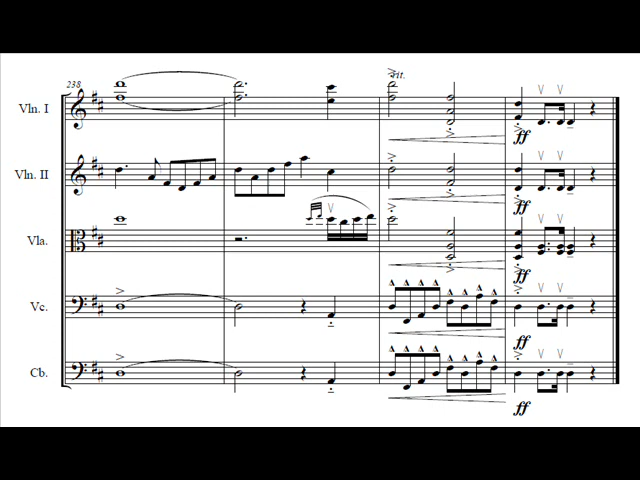 238
rit.
Vln. I
ff
Vln. II
ff
Vla.
ff
Vc.
ff
Cb.
ff